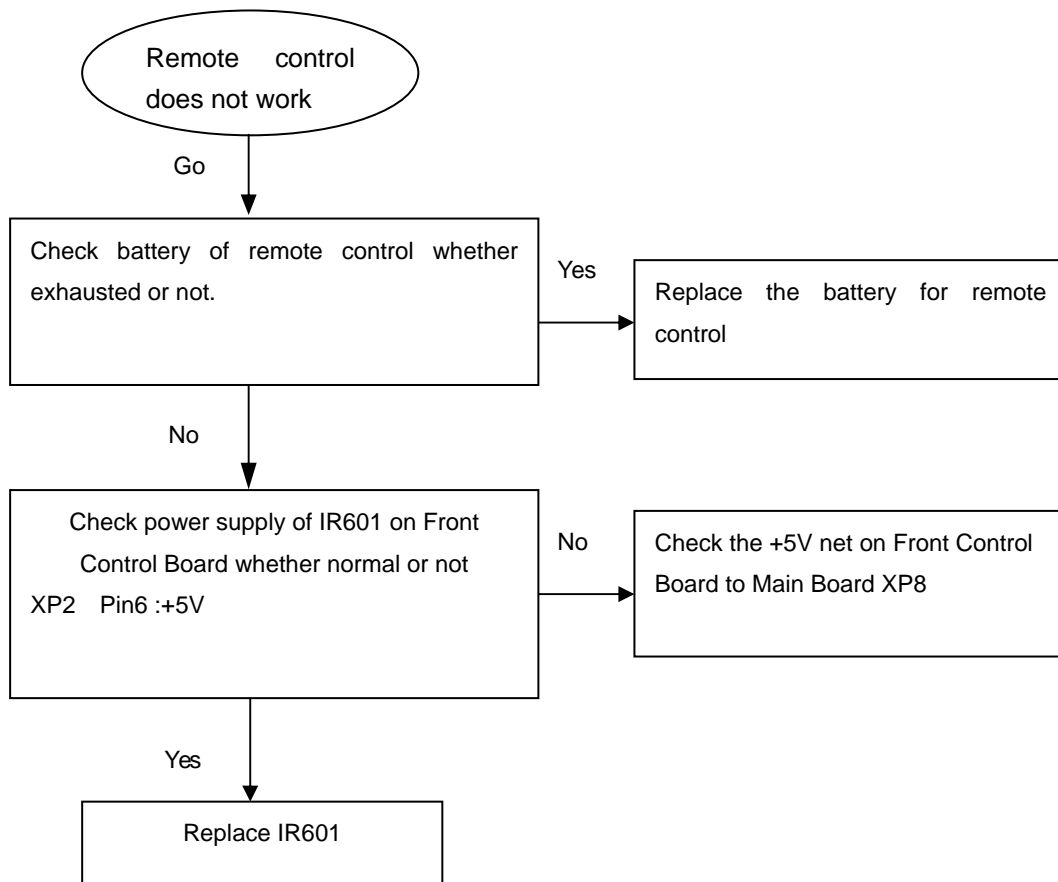 Remote control
does not work
Go
Check battery of remote control whether
exhausted or not.
Yes
Replace the battery for remote
control
No
Check power supply of IR601 on Front
Control Board whether normal or not
XP2 Pin6 :+5V
No
Check the +5V net on Front Control
Board to Main Board XP8
Yes
Replace IR601